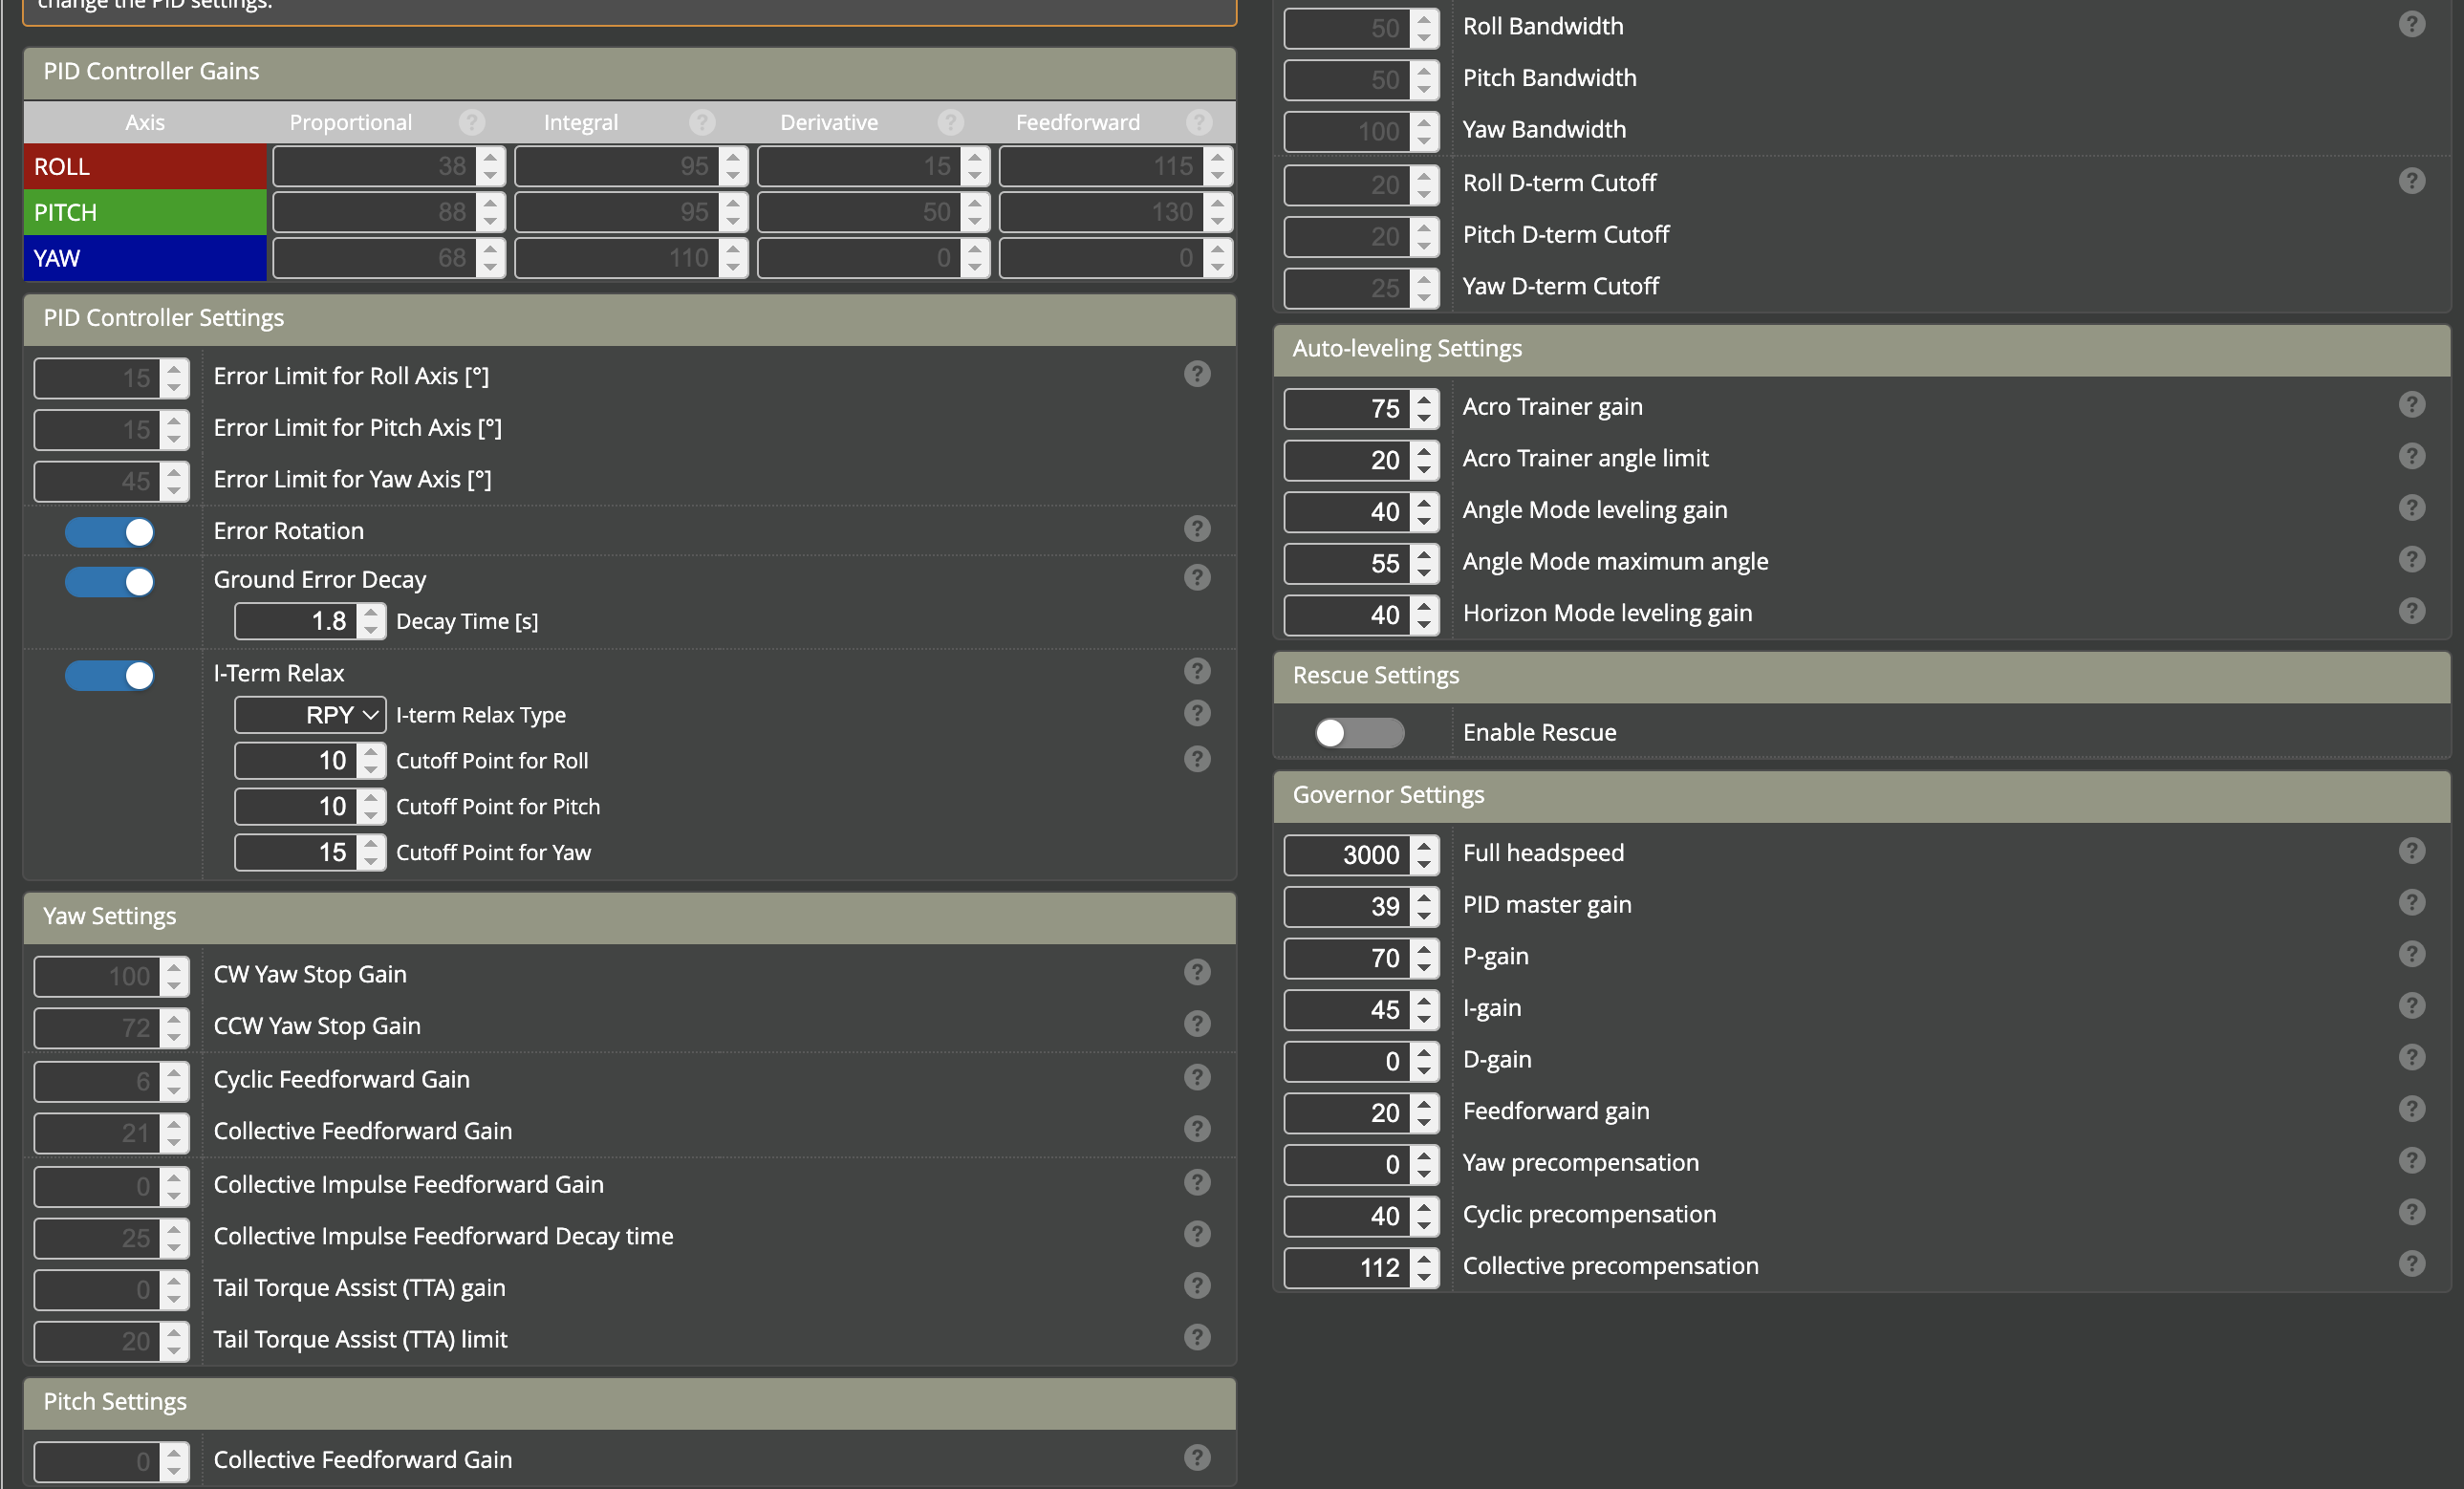 change the PID settings.
PID Controller Gains
Axis Proportional ? Integral ? Derivative ? Feedforward ?
ROLL 38 95 15 115
PITCH 88 95 50 130
YAW 68 110 0 0
PID Controller Settings
15 Error Limit for Roll Axis [°] ?
15 Error Limit for Pitch Axis [°]
45 Error Limit for Yaw Axis [°]
Error Rotation ?
Ground Error Decay ?
1.8 Decay Time [s]
I-Term Relax ?
RPY I-term Relax Type ?
10 Cutoff Point for Roll ?
10 Cutoff Point for Pitch
15 Cutoff Point for Yaw
Yaw Settings
100 CW Yaw Stop Gain ?
72 CCW Yaw Stop Gain ?
6 Cyclic Feedforward Gain ?
21 Collective Feedforward Gain ?
0 Collective Impulse Feedforward Gain ?
25 Collective Impulse Feedforward Decay time ?
0 Tail Torque Assist (TTA) gain ?
20 Tail Torque Assist (TTA) limit ?
Pitch Settings
0 Collective Feedforward Gain ?
50 Roll Bandwidth ?
50 Pitch Bandwidth
100 Yaw Bandwidth
20 Roll D-term Cutoff ?
20 Pitch D-term Cutoff
25 Yaw D-term Cutoff
Auto-leveling Settings
75 Acro Trainer gain ?
20 Acro Trainer angle limit ?
40 Angle Mode leveling gain ?
55 Angle Mode maximum angle ?
40 Horizon Mode leveling gain ?
Rescue Settings
Enable Rescue
Governor Settings
3000 Full headspeed ?
39 PID master gain ?
70 P-gain ?
45 I-gain ?
0 D-gain ?
20 Feedforward gain ?
0 Yaw precompensation ?
40 Cyclic precompensation ?
112 Collective precompensation ?